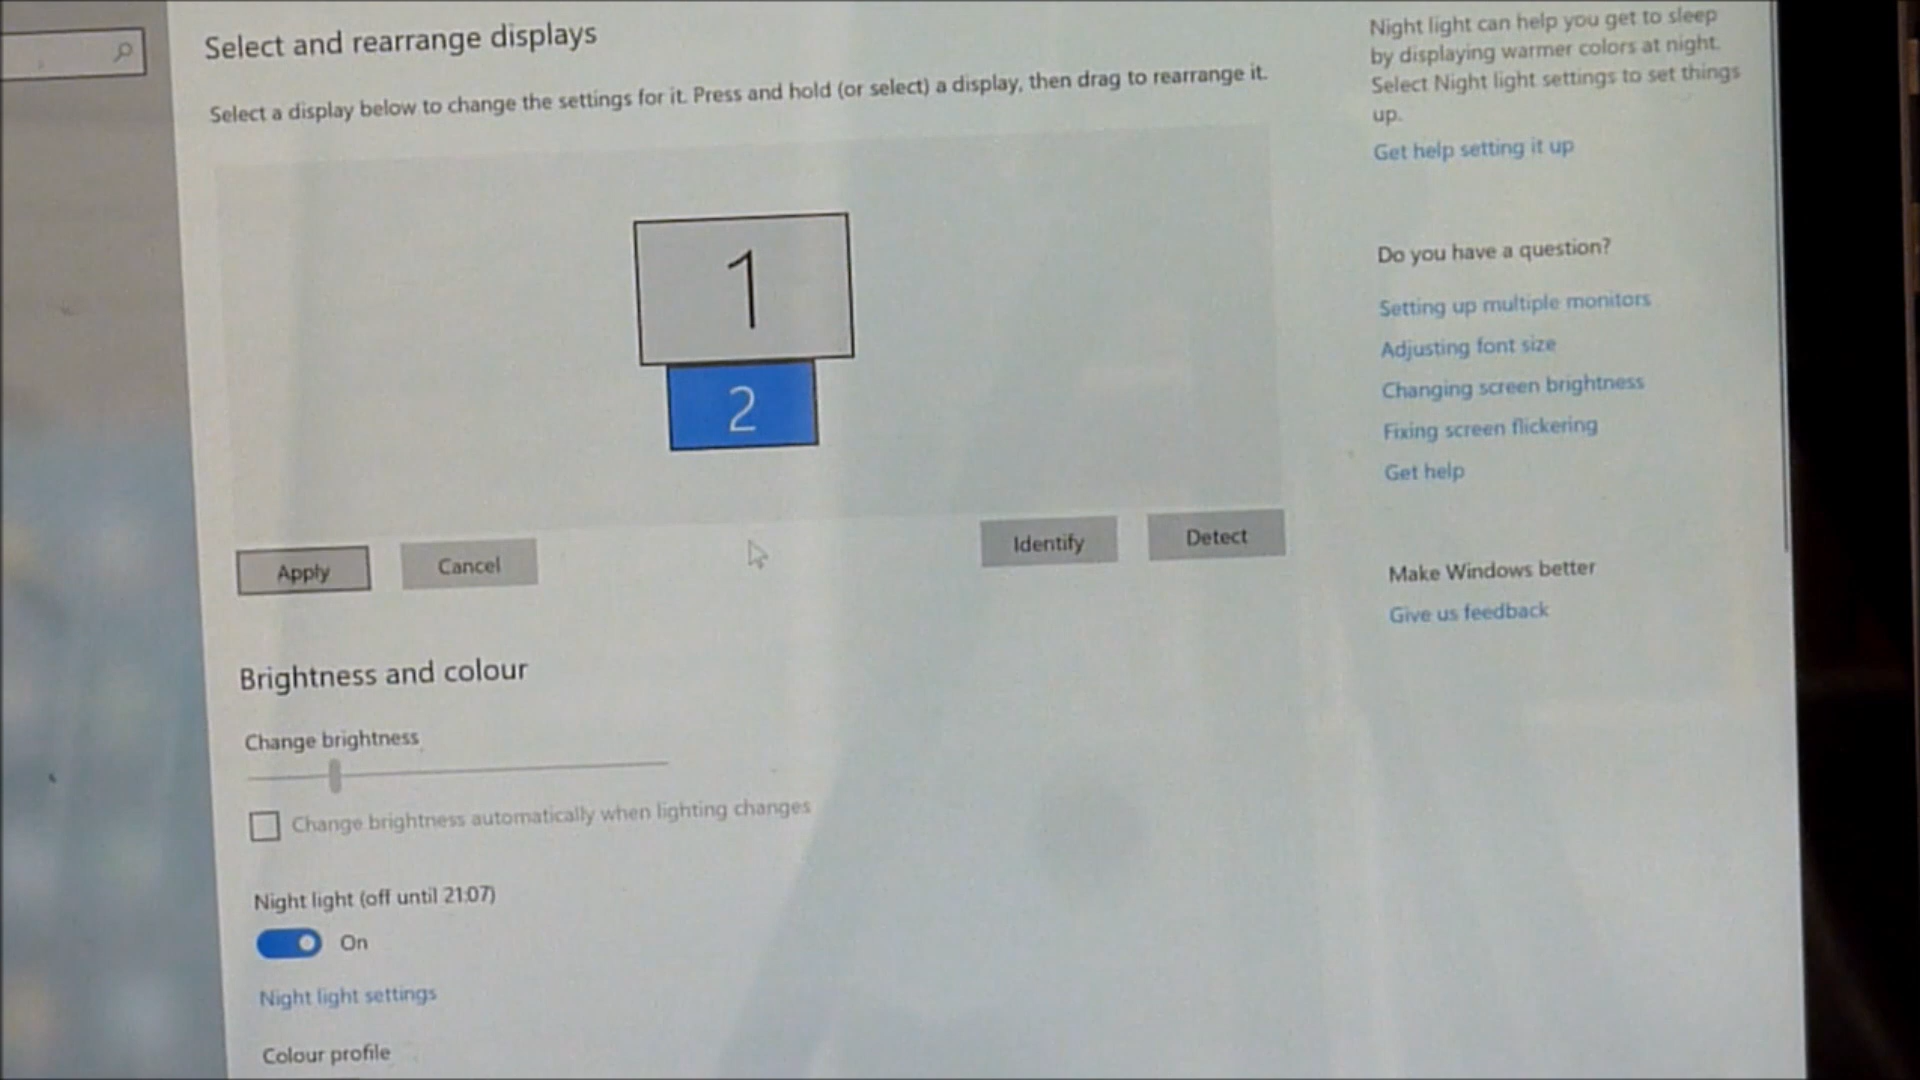 Select and rearrange displays
Select a display below to change the settings for it. Press and hold (or select) a display, then drag to rearrange it.
1
2
Apply
Cancel
Identify
Detect
Brightness and colour
Change brightness
Change brightness automatically when lighting changes
Night light (off until 21:07)
On
Night light settings
Colour profile
Night light can help you get to sleep
by displaying warmer colors at night.
Select Night light settings to set things
up.
Get help setting it up
Do you have a question?
Setting up multiple monitors
Adjusting font size
Changing screen brightness
Fixing screen flickering
Get help
Make Windows better
Give us feedback